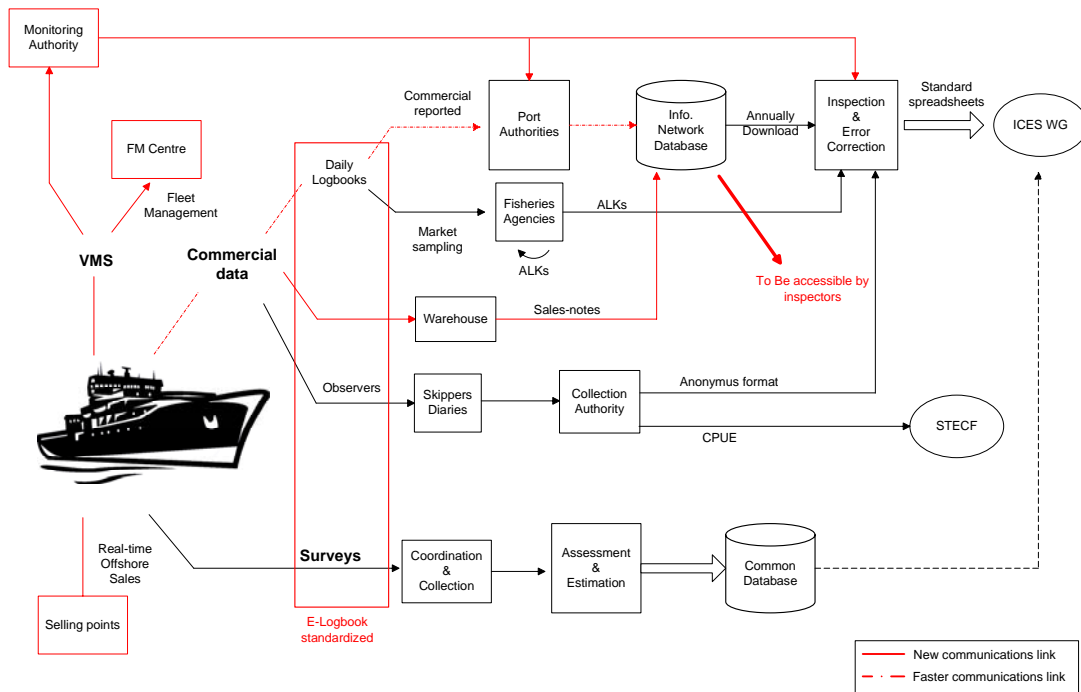 Monitoring
Authority
FM Centre
Fleet
Management
VMS
Commercial
data
Commercial
reported
Daily
Logbooks
Market
sampling
Port
Authorities
Fisheries
Agencies
ALKs
ALKs
Info.
Network
Database
Annually
Download
Inspection
&
Error
Correction
Standard
spreadsheets
ICES WG
To Be accessible by
inspectors
Warehouse
Sales-notes
Observers
Skippers
Diaries
Collection
Authority
Anonymus format
CPUE
STECF
Real-time
Offshore
Sales
Selling points
Surveys
E-Logbook
standardized
Coordination
&
Collection
Assessment
&
Estimation
Common
Database
New communications link
Faster communications link